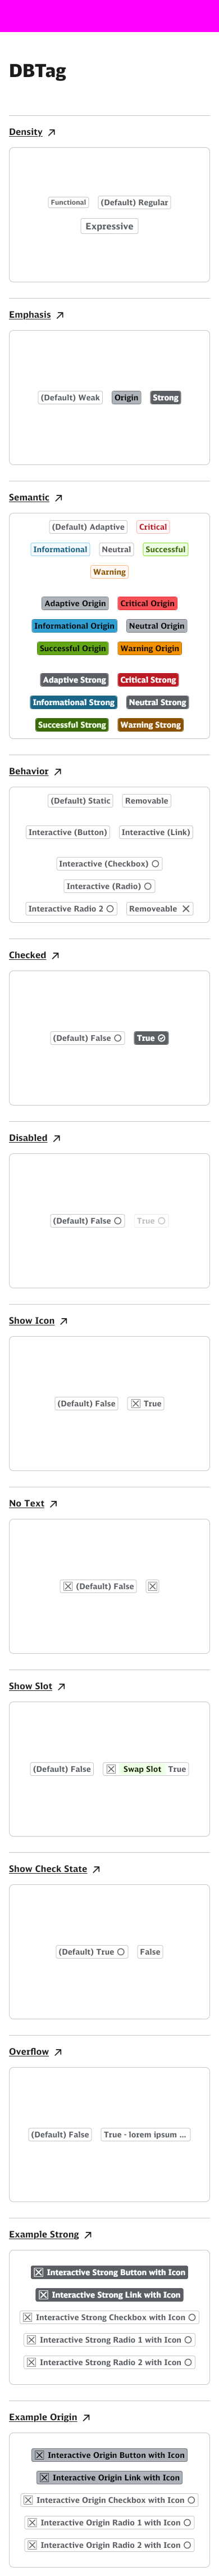 DBTag
Density
Functional (Default) Regular
Expressive
Emphasis
(Default) Weak Origin Strong
Semantic
(Default) Adaptive Critical
Informational Neutral Successful
Warning
Adaptive Origin Critical Origin
Informational Origin Neutral Origin
Successful Origin Warning Origin
Adaptive Strong Critical Strong
Informational Strong Neutral Strong
Successful Strong Warning Strong
Behavior
(Default) Static Removable
Interactive (Button) Interactive (Link)
Interactive (Checkbox)
Interactive (Radio)
Interactive Radio 2 Removeable
Checked
(Default) False True
Disabled
(Default) False True
Show Icon
(Default) False True
No Text
(Default) False
Show Slot
(Default) False Swap Slot True
Show Check State
(Default) True False
Overflow
(Default) False True - lorem ipsum ...
Example Strong
Interactive Strong Button with Icon
Interactive Strong Link with Icon
Interactive Strong Checkbox with Icon
Interactive Strong Radio 1 with Icon
Interactive Strong Radio 2 with Icon
Example Origin
Interactive Origin Button with Icon
Interactive Origin Link with Icon
Interactive Origin Checkbox with Icon
Interactive Origin Radio 1 with Icon
Interactive Origin Radio 2 with Icon